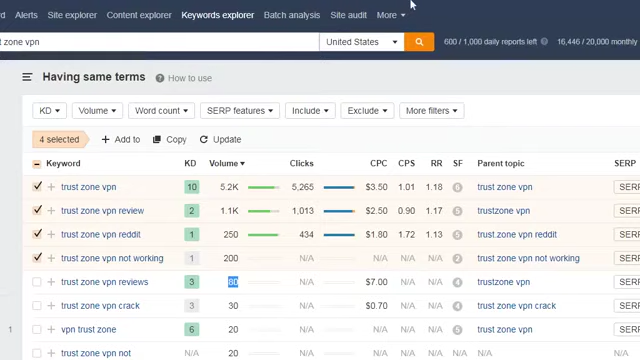 d Alerts Site explorer Content explorer Keywords explorer Batch analysis Site audit More
t zone vpn United States 600 / 1,000 daily reports left 16,446 / 20,000 monthly
Having same terms ? How to use
KD Volume Word count SERP features Include Exclude More filters
4 selected + Add to Copy Update
Keyword KD Volume Clicks CPC CPS RR SF Parent topic SERP
+ trust zone vpn 10 5.2K 5,265 $3.50 1.01 1.18 6 trust zone vpn SERP
+ trust zone vpn review 2 1.1K 1,013 $2.50 0.90 1.17 5 trustzone vpn SERP
+ trust zone vpn reddit 1 250 434 $1.80 1.72 1.13 5 trust zone vpn reddit SERP
+ trust zone vpn not working 1 200 N/A N/A N/A N/A 2 trust zone vpn not working SERP
+ trust zone vpn reviews 3 80 N/A $7.00 N/A N/A 4 trustzone vpn SERP
+ trust zone vpn crack 3 30 N/A $0.70 N/A N/A 4 trust zone vpn crack SERP
1 + vpn trust zone 6 20 N/A N/A N/A N/A 5 trust zone vpn SERP
trust zone vpn not N/A 20 N/A N/A N/A N/A N/A